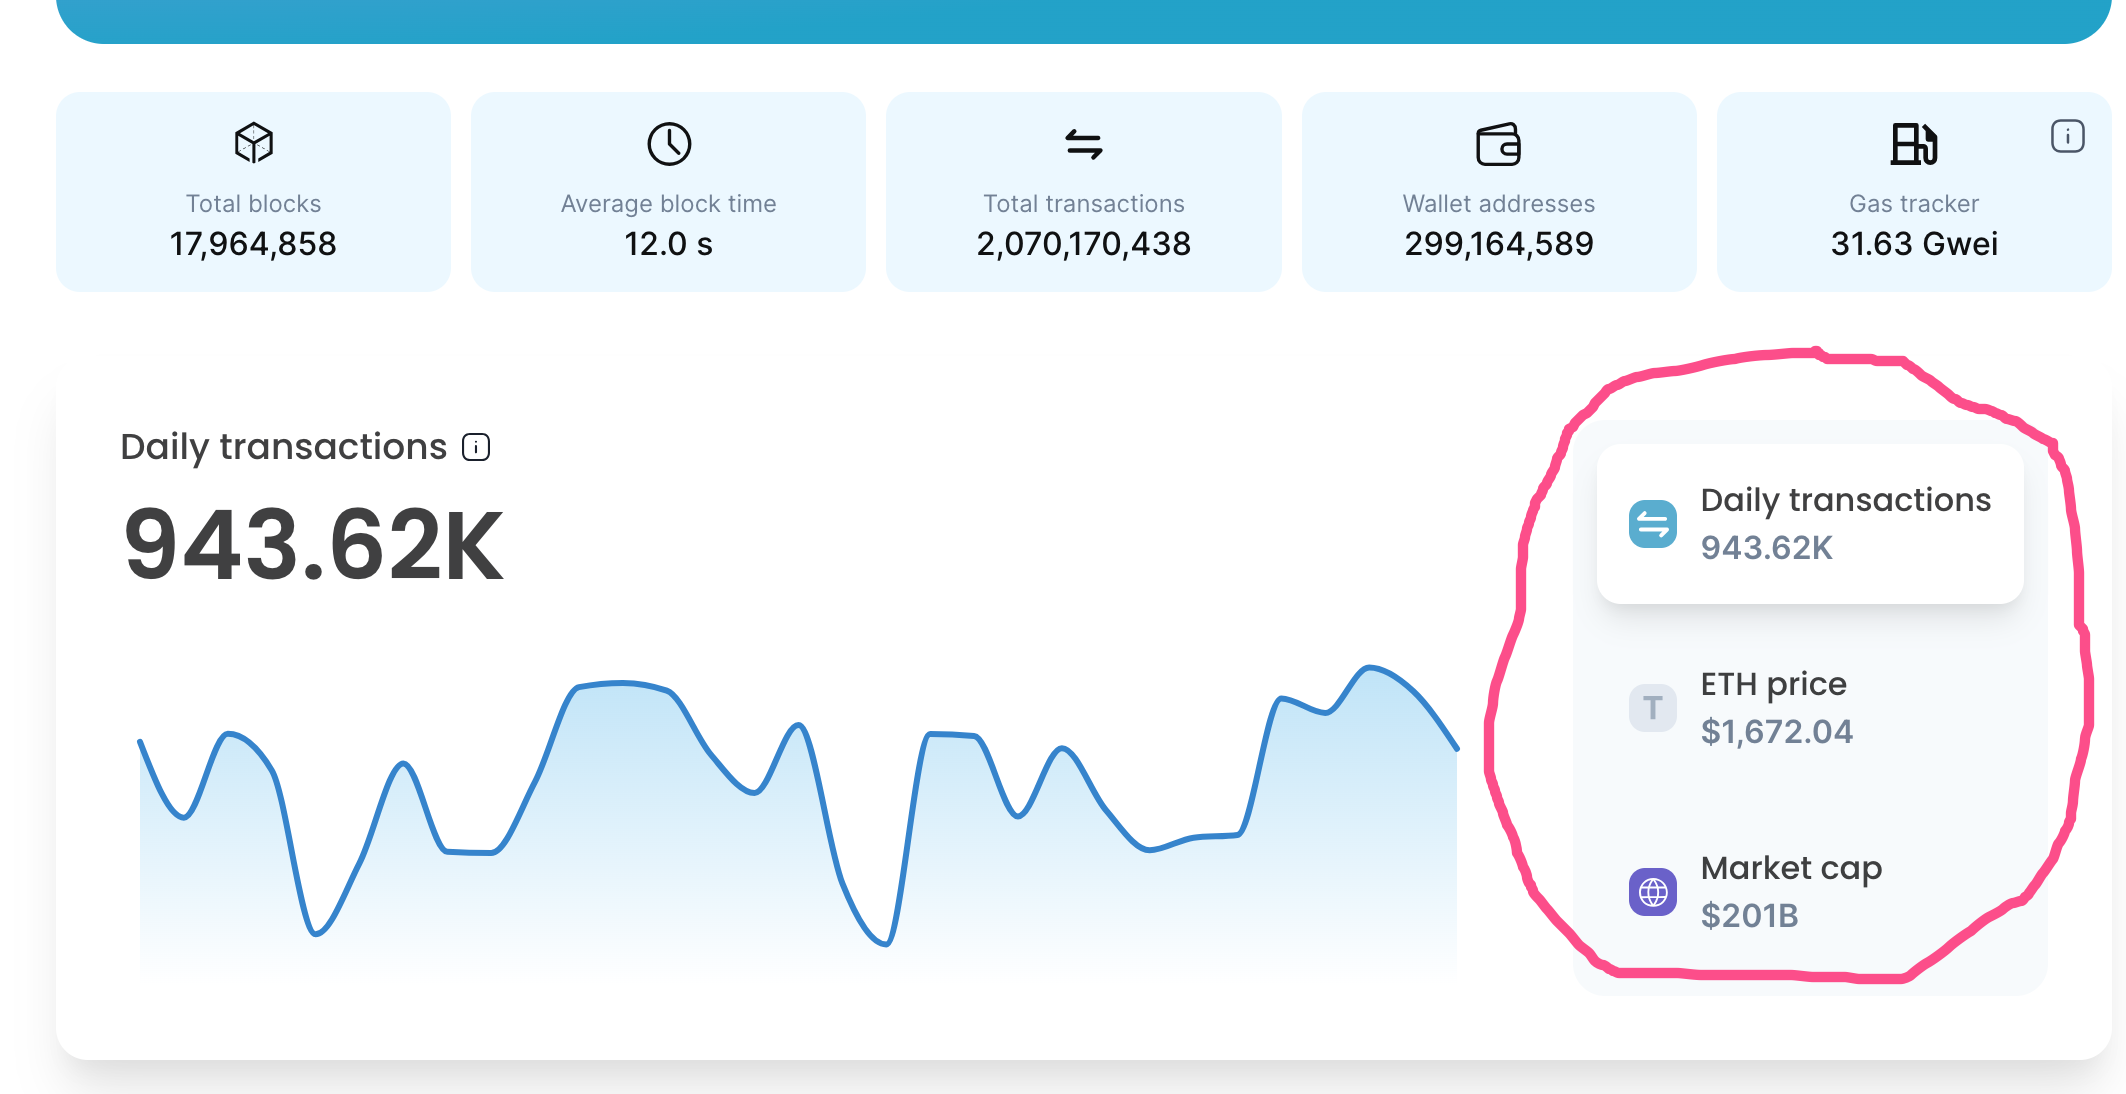 Total blocks
17,964,858
Average block time
12.0 s
Total transactions
2,070,170,438
Wallet addresses
299,164,589
Gas tracker
31.63 Gwei
i
Daily transactions i
943.62K
Daily transactions
943.62K
T
ETH price
$1,672.04
Market cap
$201B